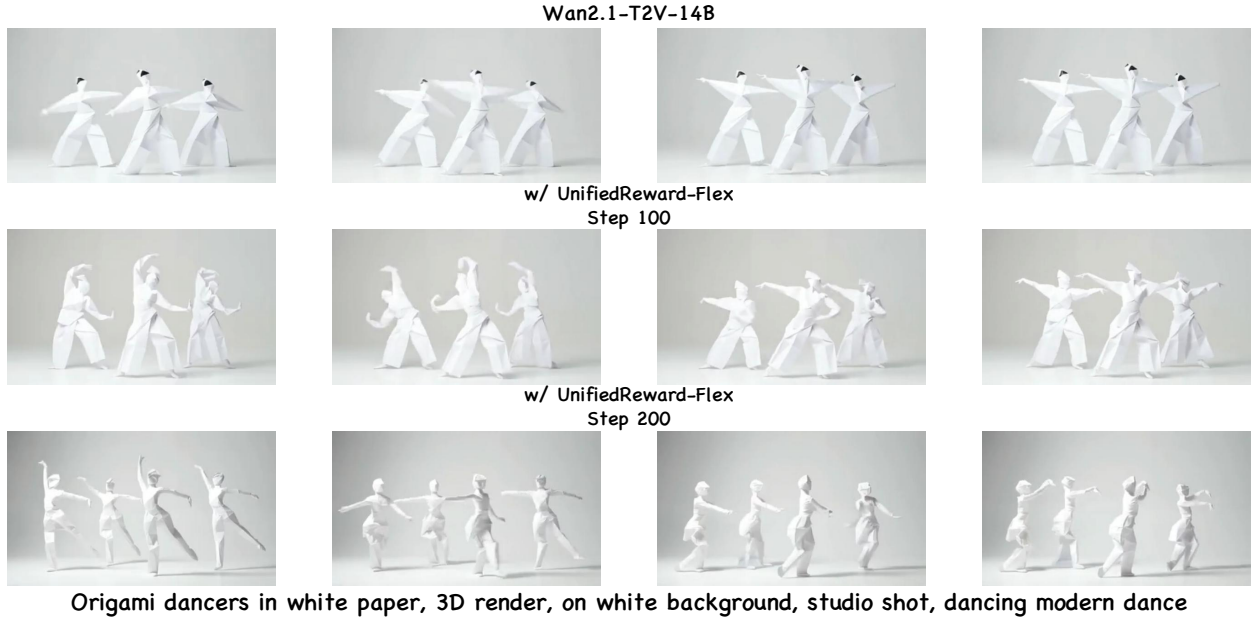 Wan2.1-T2V-14B
w/ UnifiedReward-Flex
Step 100
w/ UnifiedReward-Flex
Step 200
Origami dancers in white paper, 3D render, on white background, studio shot, dancing modern dance